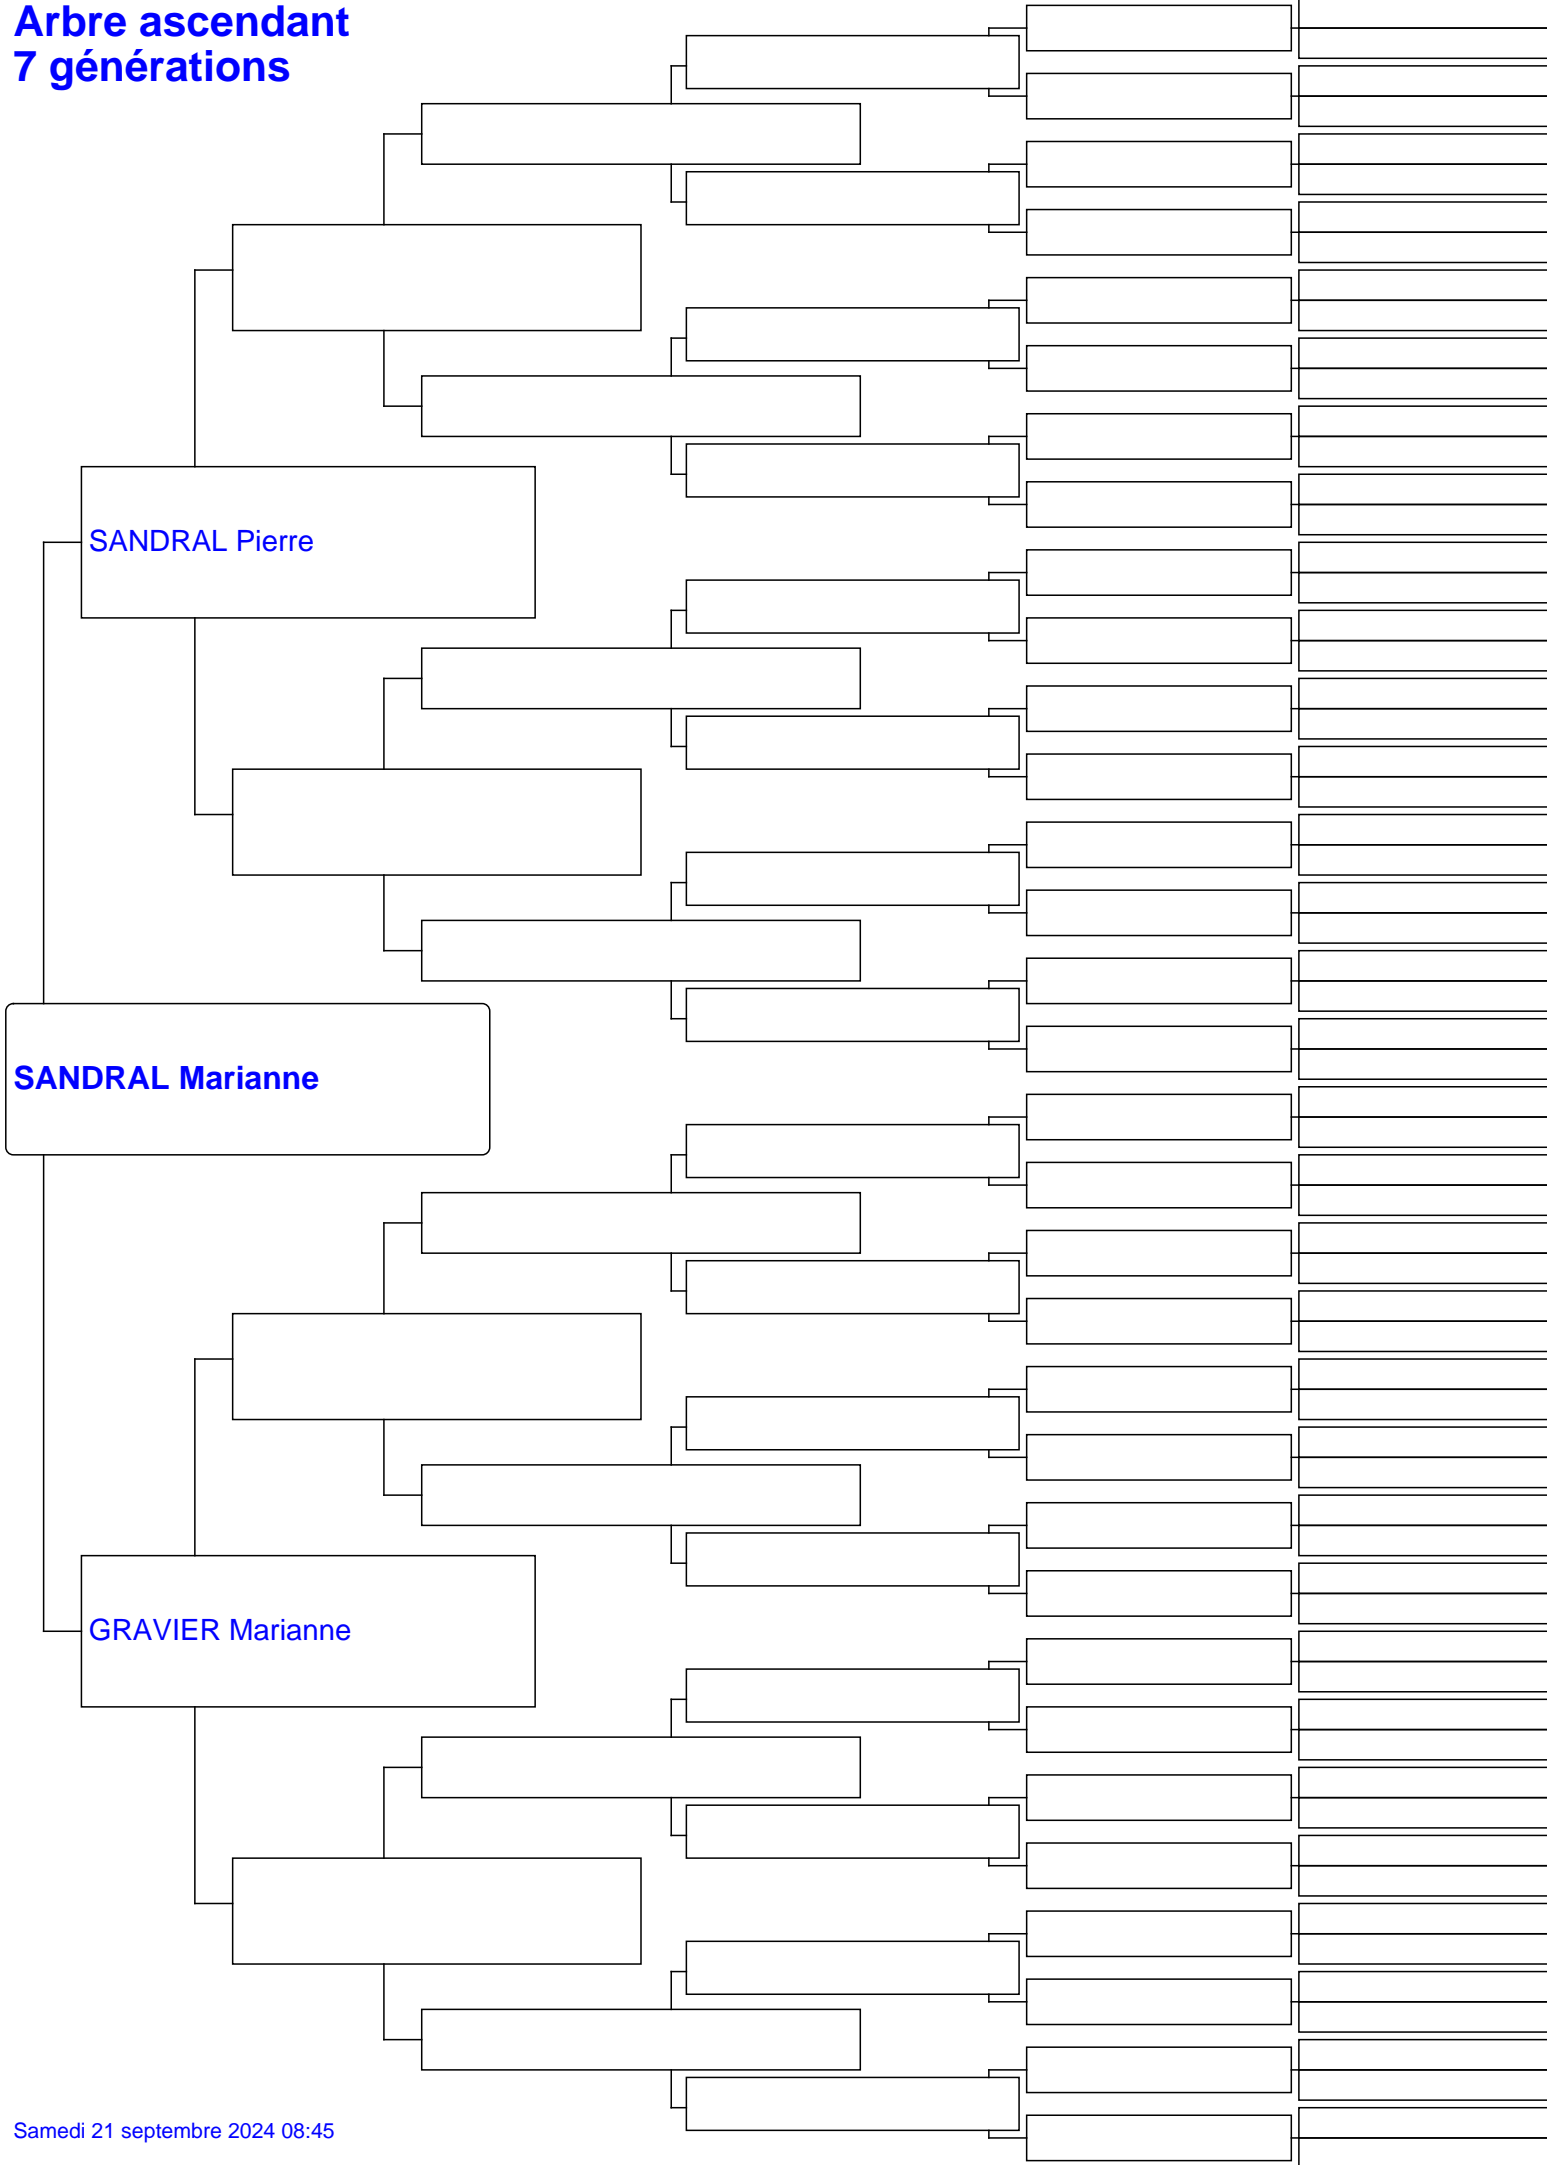 Arbre ascendant
7 générations
SANDRAL Pierre
SANDRAL Marianne
GRAVIER Marianne
Samedi 21 septembre 2024 08:45